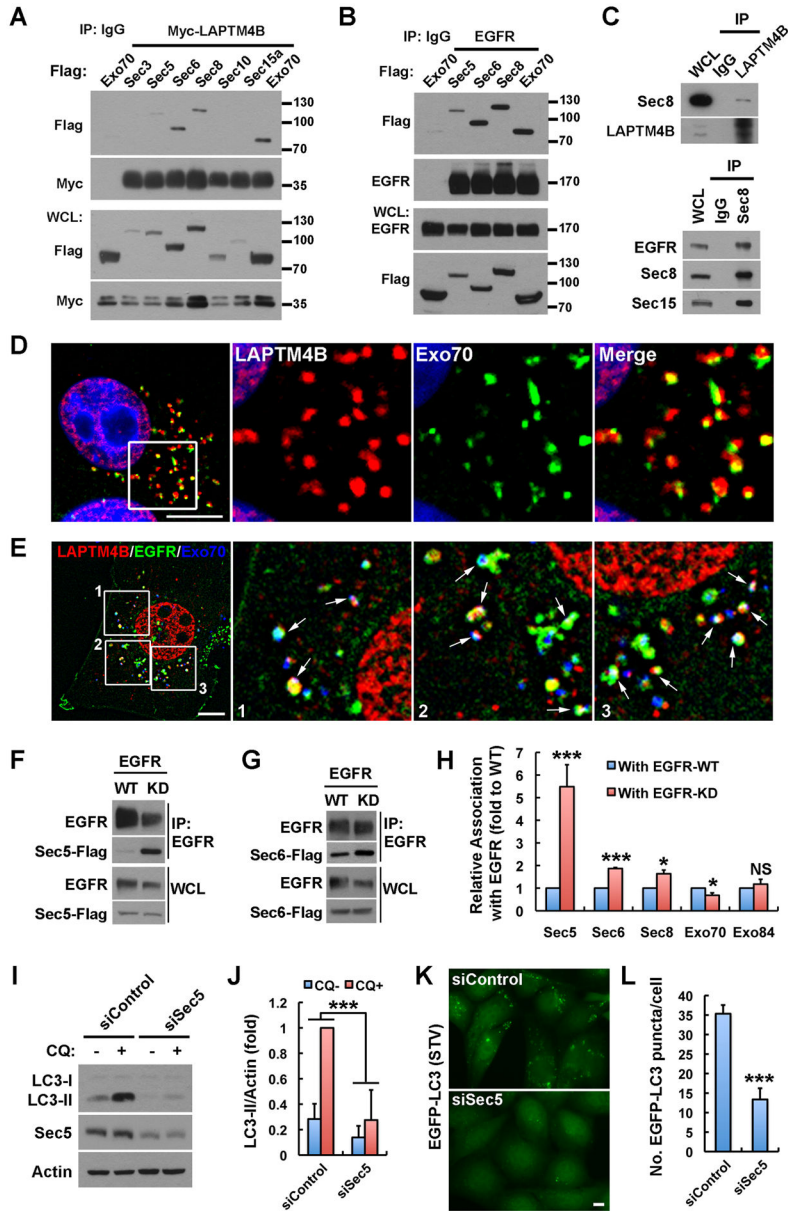 A
IP: IgG Myc-LAPTM4B
Flag: Exo70 Sec3 Sec5 Sec6 Sec8 Sec10 Sec15a Exo70
Flag
130
100
70
Myc
35
WCL:
Flag
130
100
70
Myc
35
B
IP: IgG EGFR
Flag: Exo70 Sec5 Sec6 Sec8 Exo70
Flag
130
100
70
EGFR
170
WCL:
EGFR
170
Flag
130
100
70
C
IP
WCL IgG LAPTM4B
Sec8
LAPTM4B
IP
WCL IgG Sec8
EGFR
Sec8
Sec15
D
LAPTM4B
Exo70
Merge
E
LAPTM4B/EGFR/Exo70
1
2
3
1
2
3
F
EGFR
WT KD
EGFR
Sec5-Flag
IP:
EGFR
EGFR
Sec5-Flag
WCL
G
EGFR
WT KD
EGFR
Sec6-Flag
IP:
EGFR
EGFR
Sec6-Flag
WCL
H
Relative Association
with EGFR (fold to WT)
7
6
5
4
3
2
1
0
With EGFR-WT
With EGFR-KD
***
***
*
*
NS
Sec5 Sec6 Sec8 Exo70 Exo84
I
siControl siSec5
CQ: - + - +
LC3-I
LC3-II
Sec5
Actin
J
CQ- CQ+
LC3-II/Actin (fold)
1.2
1
0.8
0.6
0.4
0.2
0
***
siControl siSec5
K
EGFP-LC3 (STV)
siControl
siSec5
L
No. EGFP-LC3 puncta/cell
40
35
30
25
20
15
10
5
0
***
siControl siSec5